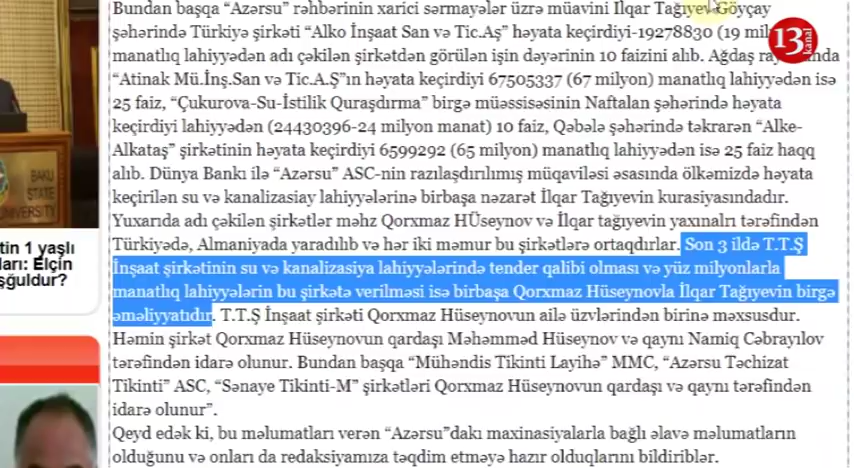 Bundan başqa “Azərsu” rəhbərinin xarici sərmayələr üzrə müavini İlqar Tağıyev Göyçay
şəhərində Türkiyə şirkəti “Alko İnşaat San və Tic.Aş” həyata keçirdiyi-19278830 (19
manatlıq lahiyyədən adı çəkilən şirkətdən görülən işin dəyərinin 10 faizini alıb. Ağdaş
“Atinak Mü.İnş.San və Tic.A.Ş”ın həyata keçirdiyi 67505337 (67 milyon) manatlıq lahiyyədən isə
25 faiz, “Çukurova-Su-İstilik Quraşdırma” birgə müəssisəsinin Naftalan şəhərində həyata
keçirdiyi lahiyyədən (24430396-24 milyon manat) 10 faiz, Qəbələ şəhərində təkrarən “Alke-
Alkataş” şirkətinin həyata keçirdiyi 6599292 (65 milyon) manatlıq lahiyyədən isə 25 faiz haqq
alıb. Dünya Bankı ilə “Azərsu” ASC-nin razılaşdırılımış müqaviləsi əsasında ölkəmizdə həyata
keçirilən su və kanalizasiay lahiyyələrinə birbaşa nəzarət İlqar Tağıyevin kurasiyasındadır.
Yuxarıda adı çəkilən şirkətlər məhz Qorxmaz HÜseynov və İlqar tağıyevin yaxınalrı tərəfindən
Türkiyədə, Almaniyada yaradılıb və hər iki məmur bu şirkətlərə ortaqdırlar. Son 3 ildə T.T.Ş
İnşaat şirkətinin su və kanalizasiya lahiyyələrində tender qalibi olması və yüz milyonlarla
manatlıq lahiyyələrin bu şirkətə verilməsi isə birbaşa Qorxmaz Hüseynovla İlqar Tağıyevin birgə
əməliyyatıdır. T.T.Ş İnşaat şirkəti Qorxmaz Hüseynovun ailə üzvlərindən birinə məxsusdur.
Həmin şirkət Qorxmaz Hüseynovun qardaşı Məhəmməd Hüseynov və qaynı Namiq Cəbrayılov
tərəfindən idarə olunur. Bundan başqa “Mühəndis Tikinti Layihə” MMC, “Azərsu Təchizat
Tikinti” ASC, “Sənaye Tikinti-M” şirkətləri Qorxmaz Hüseynovun qardaşı və qaynı tərəfindən
idarə olunur”.
Qeyd edək ki, bu məlumatları verən “Azərsu”dakı maxinasiyalarla bağlı əlavə məlumatların
olduğunu və onları da redaksiyamıza təqdim etməyə hazır olduqlarını bildiriblər.
13
kanal
BAKU
STATE
UNIVERSITY
tin 1 yaşlı
ları: Elçin
şğuldur?